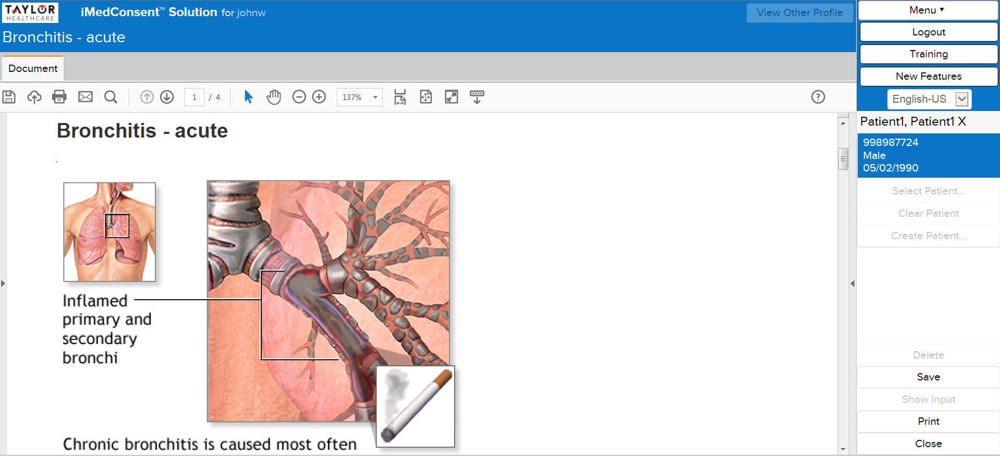 TAYLOR
HEALTHCARE
iMedConsent™ Solution for johnw
View Other Profile
Bronchitis - acute
Document
1 / 4
137%
Menu
Logout
Training
New Features
English-US
Patient1, Patient1 X
998987724
Male
05/02/1990
Select Patient...
Clear Patient
Create Patient...
Delete
Save
Show Input
Print
Close
Bronchitis - acute
Inflamed
primary and
secondary
bronchi
Chronic bronchitis is caused most often